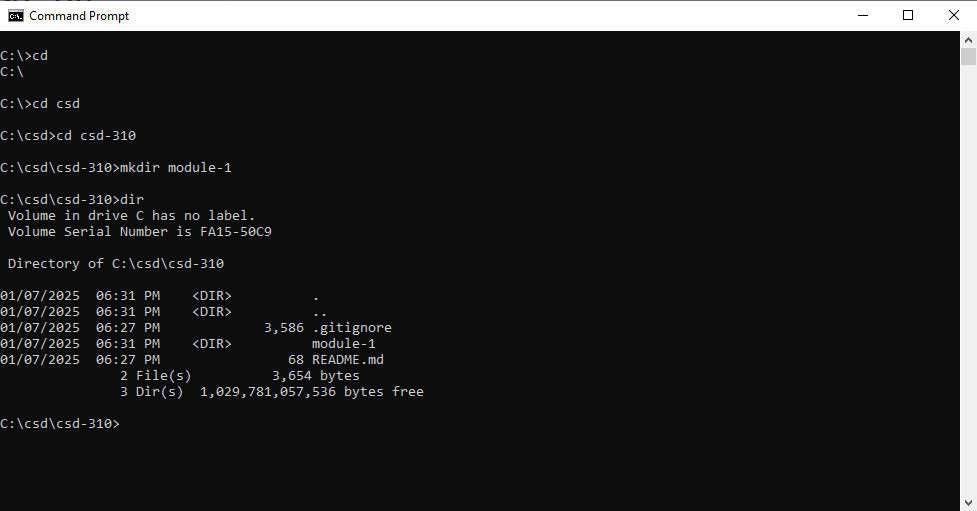 Command Prompt
C:\>cd
C:\
C:\>cd csd
C:\csd>cd csd-310
C:\csd\csd-310>mkdir module-1
C:\csd\csd-310>dir
 Volume in drive C has no label.
 Volume Serial Number is FA15-50C9
 Directory of C:\csd\csd-310
01/07/2025  06:31 PM    <DIR>          .
01/07/2025  06:31 PM    <DIR>          ..
01/07/2025  06:27 PM             3,586 .gitignore
01/07/2025  06:31 PM    <DIR>          module-1
01/07/2025  06:27 PM                68 README.md
               2 File(s)          3,654 bytes
               3 Dir(s)  1,029,781,057,536 bytes free
C:\csd\csd-310>